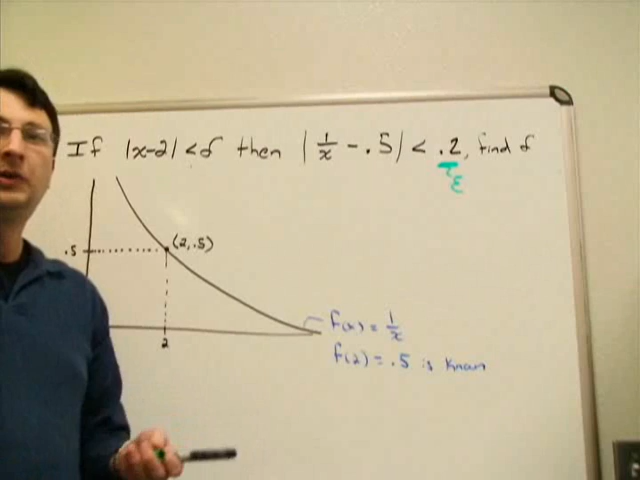 If |x-2| < δ then |1/x - .5| < .2, find δ
ε
.5
(2, .5)
2
f(x) = 1/x
f(2) = .5 is known